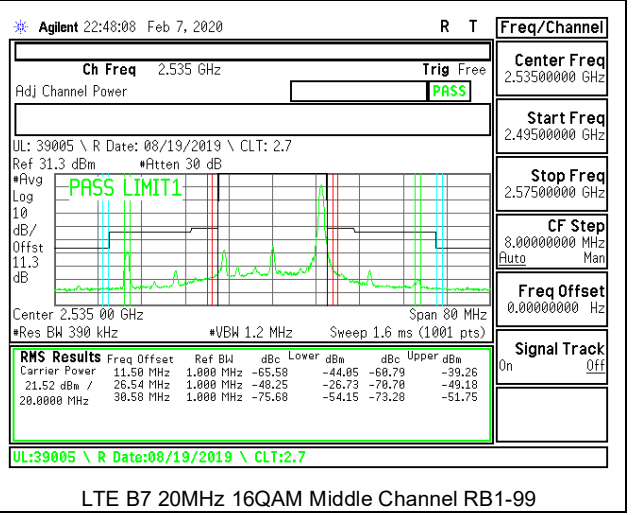 Agilent 22:48:08 Feb 7, 2020 R T
Freq/Channel
Ch Freq 2.535 GHz Trig Free
Adj Channel Power PASS
Center Freq
2.53500000 GHz
Start Freq
2.49500000 GHz
Stop Freq
2.57500000 GHz
CF Step
8.00000000 MHz
Auto Man
Freq Offset
0.00000000 Hz
Signal Track
On Off
UL: 39005 \ R Date: 08/19/2019 \ CLT: 2.7
Ref 31.3 dBm #Atten 30 dB
#Avg
Log
10
dB/
Offst
11.3
dB
PASS LIMIT1
Center 2.535 00 GHz Span 80 MHz
#Res BW 390 kHz #VBW 1.2 MHz Sweep 1.6 ms (1001 pts)
RMS Results Freq Offset Ref BW dBc Lower dBm dBc Upper dBm
Carrier Power 11.50 MHz 1.000 MHz -65.58 -44.05 -60.79 -39.26
21.52 dBm / 26.54 MHz 1.000 MHz -48.25 -26.73 -70.70 -49.18
20.0000 MHz 30.58 MHz 1.000 MHz -75.68 -54.15 -73.28 -51.75
UL:39005 \ R Date:08/19/2019 \ CLT:2.7
LTE B7 20MHz 16QAM Middle Channel RB1-99